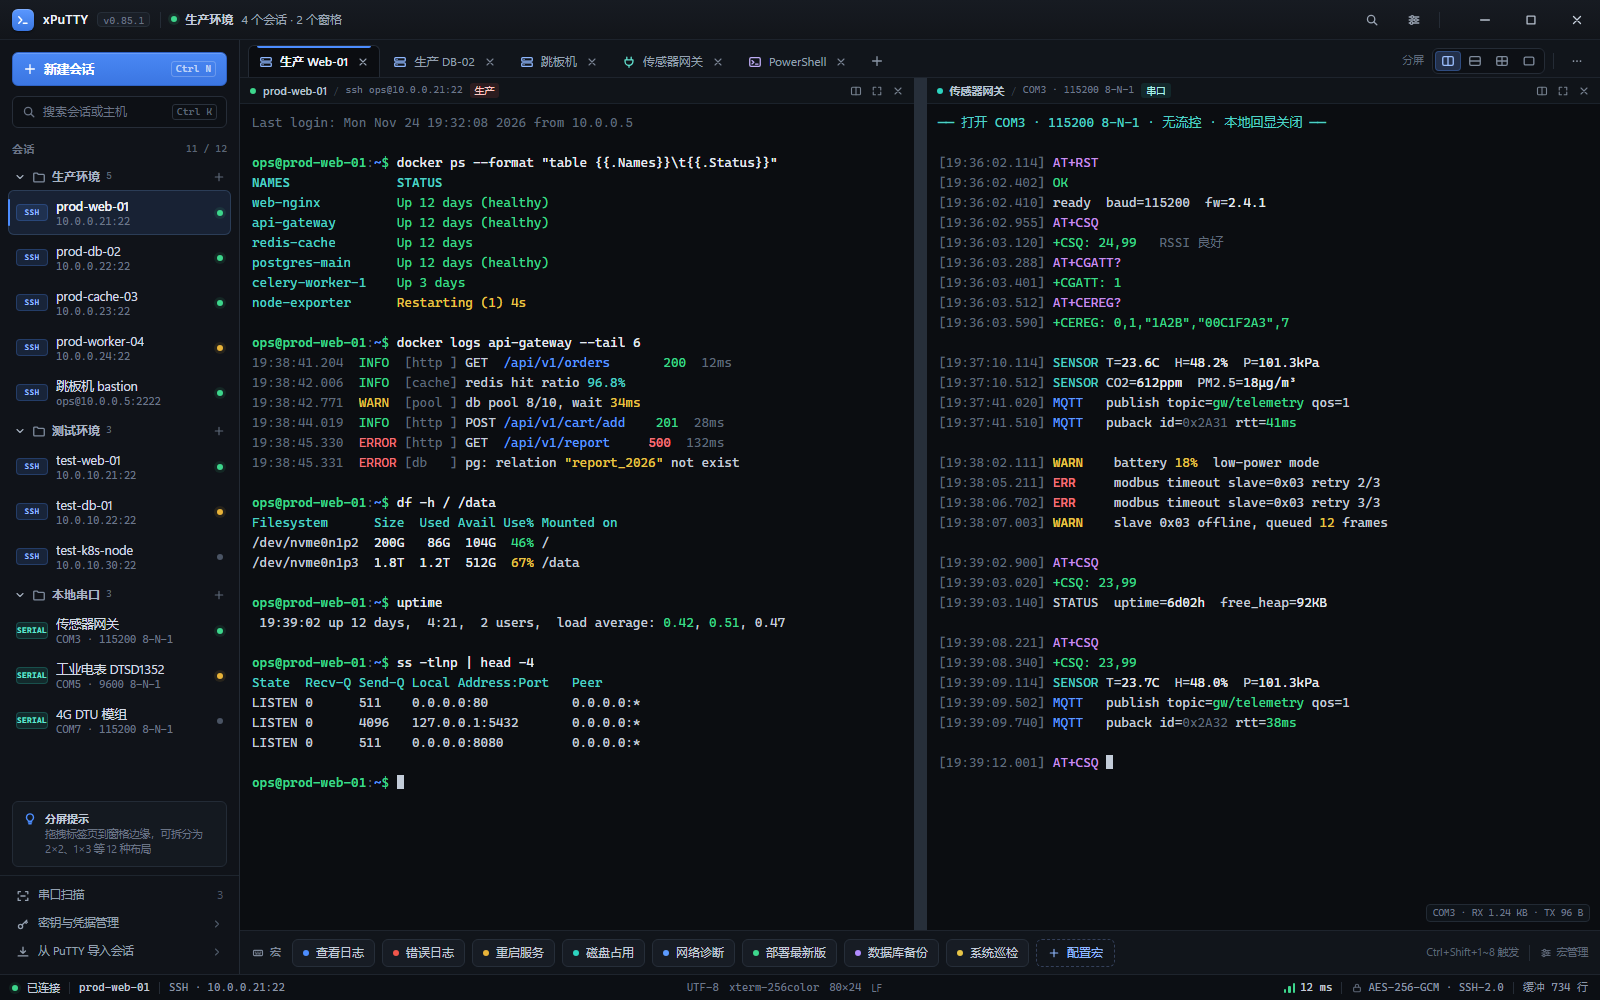 xPuTTY v0.85.1 生产环境 4 个会话 · 2 个窗格
新建会话 Ctrl N
搜索会话或主机 Ctrl K
会话 11 / 12
生产环境 5
SSH prod-web-01
10.0.0.21:22
SSH prod-db-02
10.0.0.22:22
SSH prod-cache-03
10.0.0.23:22
SSH prod-worker-04
10.0.0.24:22
SSH 跳板机 bastion
ops@10.0.0.5:2222
测试环境 3
SSH test-web-01
10.0.10.21:22
SSH test-db-01
10.0.10.22:22
SSH test-k8s-node
10.0.10.30:22
本地串口 3
SERIAL 传感器网关
COM3 · 115200 8-N-1
SERIAL 工业电表 DTSD1352
COM5 · 9600 8-N-1
SERIAL 4G DTU 模组
COM7 · 115200 8-N-1
分屏提示
拖拽标签页到窗格边缘，可拆分为
2×2、1×3 等 12 种布局
串口扫描 3
密钥与凭据管理
从 PuTTY 导入会话
生产 Web-01 生产 DB-02 跳板机 传感器网关 PowerShell 分屏
prod-web-01 / ssh ops@10.0.0.21:22 生产
Last login: Mon Nov 24 19:32:08 2026 from 10.0.0.5
ops@prod-web-01:~$ docker ps --format "table {{.Names}}\t{{.Status}}"
NAMES STATUS
web-nginx Up 12 days (healthy)
api-gateway Up 12 days (healthy)
redis-cache Up 12 days
postgres-main Up 12 days (healthy)
celery-worker-1 Up 3 days
node-exporter Restarting (1) 4s
ops@prod-web-01:~$ docker logs api-gateway --tail 6
19:38:41.204 INFO [http ] GET /api/v1/orders 200 12ms
19:38:42.006 INFO [cache] redis hit ratio 96.8%
19:38:42.771 WARN [pool ] db pool 8/10, wait 34ms
19:38:44.019 INFO [http ] POST /api/v1/cart/add 201 28ms
19:38:45.330 ERROR [http ] GET /api/v1/report 500 132ms
19:38:45.331 ERROR [db ] pg: relation "report_2026" not exist
ops@prod-web-01:~$ df -h / /data
Filesystem Size Used Avail Use% Mounted on
/dev/nvme0n1p2 200G 86G 104G 46% /
/dev/nvme0n1p3 1.8T 1.2T 512G 67% /data
ops@prod-web-01:~$ uptime
19:39:02 up 12 days, 4:21, 2 users, load average: 0.42, 0.51, 0.47
ops@prod-web-01:~$ ss -tlnp | head -4
State Recv-Q Send-Q Local Address:Port Peer
LISTEN 0 511 0.0.0.0:80 0.0.0.0:*
LISTEN 0 4096 127.0.0.1:5432 0.0.0.0:*
LISTEN 0 511 0.0.0.0:8080 0.0.0.0:*
ops@prod-web-01:~$
传感器网关 / COM3 · 115200 8-N-1 串口
── 打开 COM3 · 115200 8-N-1 · 无流控 · 本地回显关闭 ──
[19:36:02.114] AT+RST
[19:36:02.402] OK
[19:36:02.410] ready baud=115200 fw=2.4.1
[19:36:02.955] AT+CSQ
[19:36:03.120] +CSQ: 24,99 RSSI 良好
[19:36:03.288] AT+CGATT?
[19:36:03.401] +CGATT: 1
[19:36:03.512] AT+CEREG?
[19:36:03.590] +CEREG: 0,1,"1A2B","00C1F2A3",7
[19:37:10.114] SENSOR T=23.6C H=48.2% P=101.3kPa
[19:37:10.512] SENSOR CO2=612ppm PM2.5=18μg/m³
[19:37:41.020] MQTT publish topic=gw/telemetry qos=1
[19:37:41.510] MQTT puback id=0x2A31 rtt=41ms
[19:38:02.111] WARN battery 18% low-power mode
[19:38:05.211] ERR modbus timeout slave=0x03 retry 2/3
[19:38:06.702] ERR modbus timeout slave=0x03 retry 3/3
[19:38:07.003] WARN slave 0x03 offline, queued 12 frames
[19:39:02.900] AT+CSQ
[19:39:03.020] +CSQ: 23,99
[19:39:03.140] STATUS uptime=6d02h free_heap=92KB
[19:39:08.221] AT+CSQ
[19:39:08.340] +CSQ: 23,99
[19:39:09.114] SENSOR T=23.7C H=48.0% P=101.3kPa
[19:39:09.502] MQTT publish topic=gw/telemetry qos=1
[19:39:09.740] MQTT puback id=0x2A32 rtt=38ms
[19:39:12.001] AT+CSQ
COM3 · RX 1.24 KB · TX 96 B
宏 查看日志 错误日志 重启服务 磁盘占用 网络诊断 部署最新版 数据库备份 系统巡检 配置宏 Ctrl+Shift+1~8 触发 宏管理
已连接 prod-web-01 SSH · 10.0.0.21:22 UTF-8 xterm-256color 80×24 LF 12 ms AES-256-GCM · SSH-2.0 缓冲 734 行